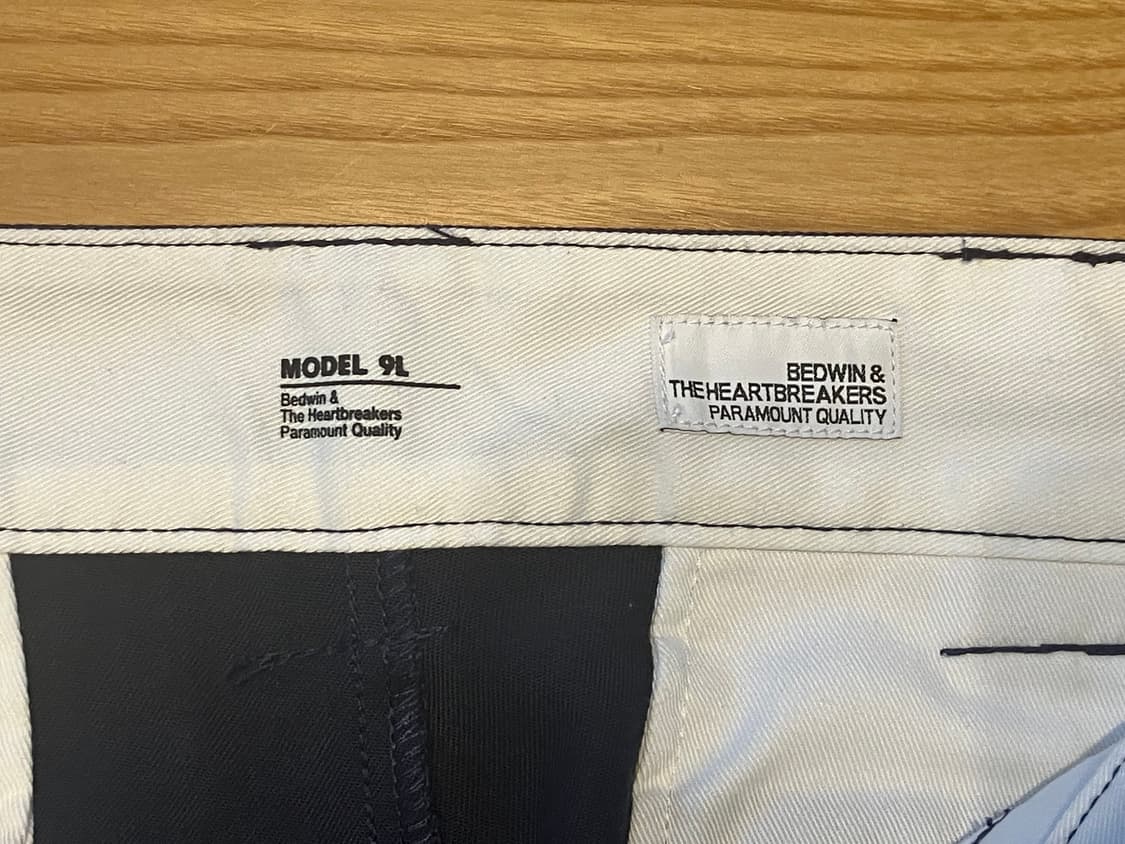 MODEL 9L
Bedwin &
The Heartbreakers
Paramount Quality
BEDWIN &
THE HEARTBREAKERS
PARAMOUNT QUALITY